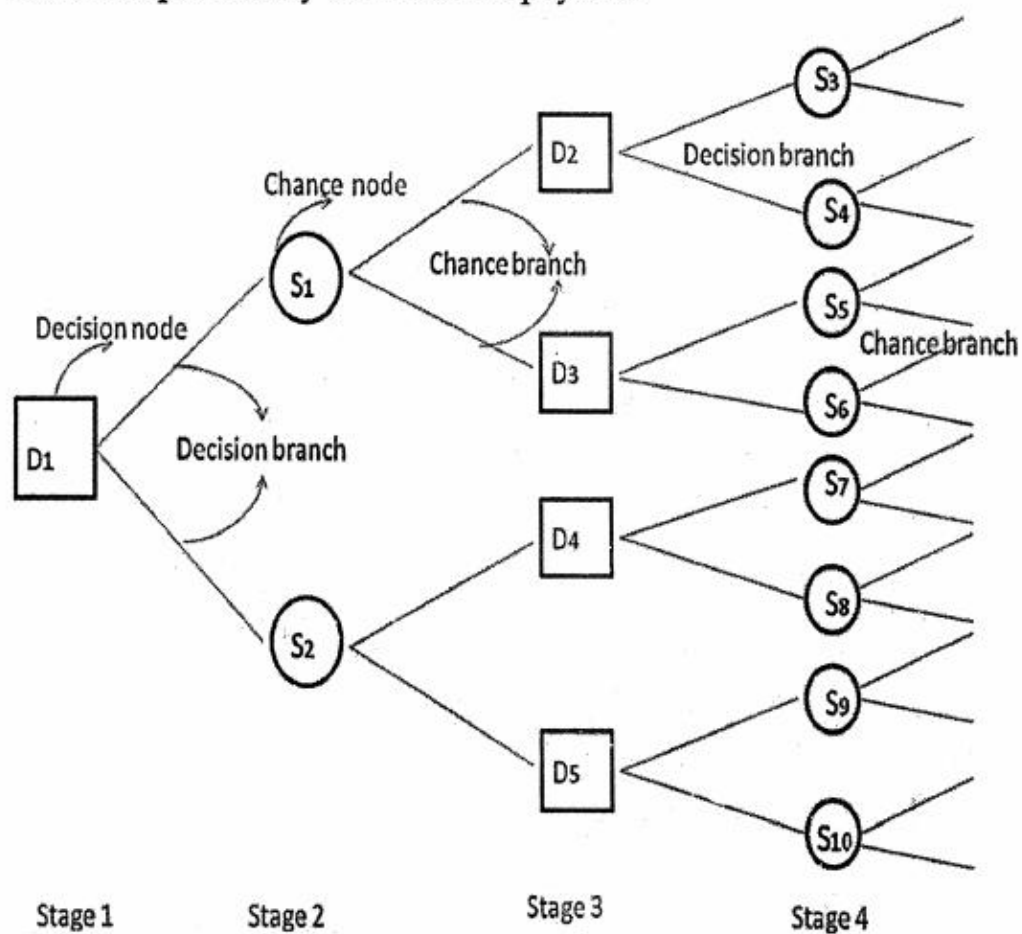 S3
D2
Decision branch
Chance node
S4
Chance branch
S1
S5
Decision node
Chance branch
D3
S6
D1
Decision branch
S7
D4
S8
S2
S9
D5
S10
Stage 1
Stage 2
Stage 3
Stage 4